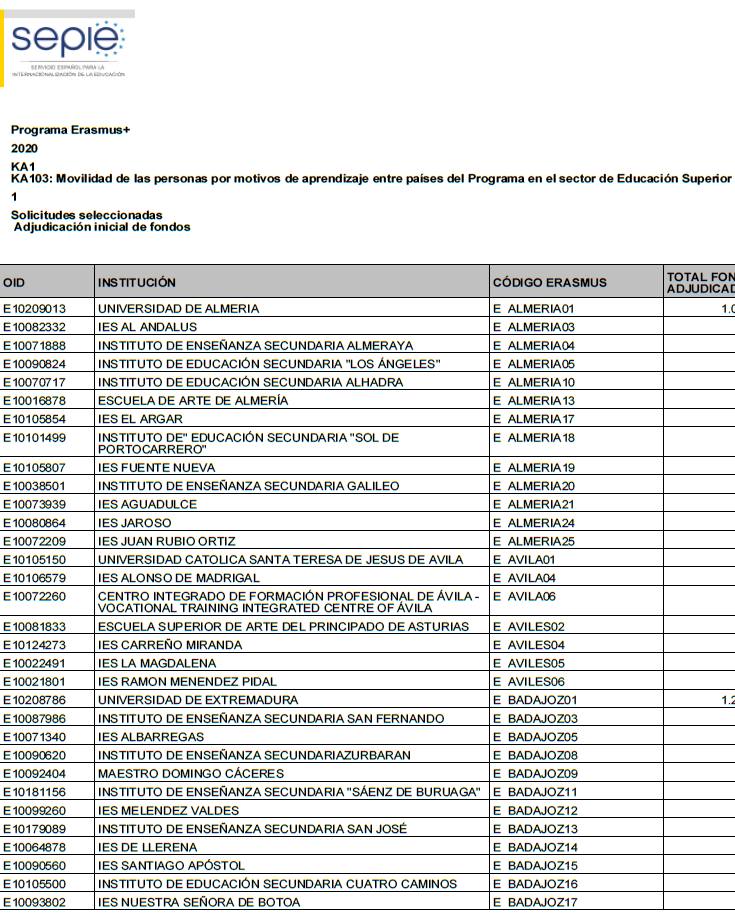 sepie
SERVICIO ESPAÑOL PARA LA
INTERNACIONALIZACIÓN DE LA EDUCACIÓN
Programa Erasmus+
2020
KA1
KA103: Movilidad de las personas por motivos de aprendizaje entre países del Programa en el sector de Educación Superior
1
Solicitudes seleccionadas
Adjudicación inicial de fondos
OID INSTITUCIÓN CÓDIGO ERASMUS TOTAL FON
ADJUDICAD
E10209013 UNIVERSIDAD DE ALMERIA E ALMERIA01 1.0
E10082332 IES AL ANDALUS E ALMERIA03
E10071888 INSTITUTO DE ENSEÑANZA SECUNDARIA ALMERAYA E ALMERIA04
E10090824 INSTITUTO DE EDUCACIÓN SECUNDARIA "LOS ÁNGELES" E ALMERIA05
E10070717 INSTITUTO DE EDUCACIÓN SECUNDARIA ALHADRA E ALMERIA10
E10016878 ESCUELA DE ARTE DE ALMERÍA E ALMERIA13
E10105854 IES EL ARGAR E ALMERIA17
E10101499 INSTITUTO DE" EDUCACIÓN SECUNDARIA "SOL DE E ALMERIA18
PORTOCARRERO"
E10105807 IES FUENTE NUEVA E ALMERIA19
E10038501 INSTITUTO DE ENSEÑANZA SECUNDARIA GALILEO E ALMERIA20
E10073939 IES AGUADULCE E ALMERIA21
E10080864 IES JAROSO E ALMERIA24
E10072209 IES JUAN RUBIO ORTIZ E ALMERIA25
E10105150 UNIVERSIDAD CATOLICA SANTA TERESA DE JESUS DE AVILA E AVILA01
E10106579 IES ALONSO DE MADRIGAL E AVILA04
E10072260 CENTRO INTEGRADO DE FORMACIÓN PROFESIONAL DE ÁVILA - E AVILA06
VOCATIONAL TRAINING INTEGRATED CENTRE OF ÁVILA
E10081833 ESCUELA SUPERIOR DE ARTE DEL PRINCIPADO DE ASTURIAS E AVILES02
E10124273 IES CARREÑO MIRANDA E AVILES04
E10022491 IES LA MAGDALENA E AVILES05
E10021801 IES RAMON MENENDEZ PIDAL E AVILES06
E10208786 UNIVERSIDAD DE EXTREMADURA E BADAJOZ01 1.2
E10087986 INSTITUTO DE ENSEÑANZA SECUNDARIA SAN FERNANDO E BADAJOZ03
E10071340 IES ALBARREGAS E BADAJOZ05
E10090620 INSTITUTO DE ENSEÑANZA SECUNDARIAZURBARAN E BADAJOZ08
E10092404 MAESTRO DOMINGO CÁCERES E BADAJOZ09
E10181156 INSTITUTO DE ENSEÑANZA SECUNDARIA "SÁENZ DE BURUAGA" E BADAJOZ11
E10099260 IES MELENDEZ VALDES E BADAJOZ12
E10179089 INSTITUTO DE ENSEÑANZA SECUNDARIA SAN JOSÉ E BADAJOZ13
E10064878 IES DE LLERENA E BADAJOZ14
E10090560 IES SANTIAGO APÓSTOL E BADAJOZ15
E10105500 INSTITUTO DE EDUCACIÓN SECUNDARIA CUATRO CAMINOS E BADAJOZ16
E10093802 IES NUESTRA SEÑORA DE BOTOA E BADAJOZ17